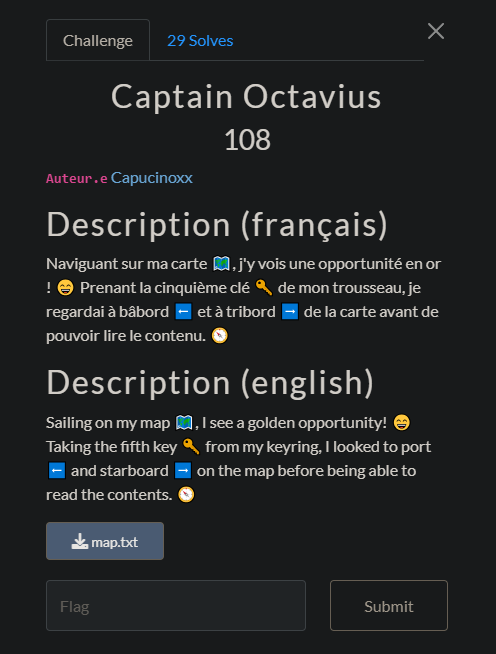 Challenge
29 Solves
Captain Octavius
108
Auteur.e Capucinoxx
Description (français)
Naviguant sur ma carte 🗺️, j'y vois une opportunité en or
! 😄 Prenant la cinquième clé 🔑 de mon trousseau, je
regardai à bâbord ⬅️ et à tribord ➡️ de la carte avant de
pouvoir lire le contenu. 🧭
Description (english)
Sailing on my map 🗺️, I see a golden opportunity! 😄
Taking the fifth key 🔑 from my keyring, I looked to port
⬅️ and starboard ➡️ on the map before being able to
read the contents. 🧭
map.txt
Flag
Submit